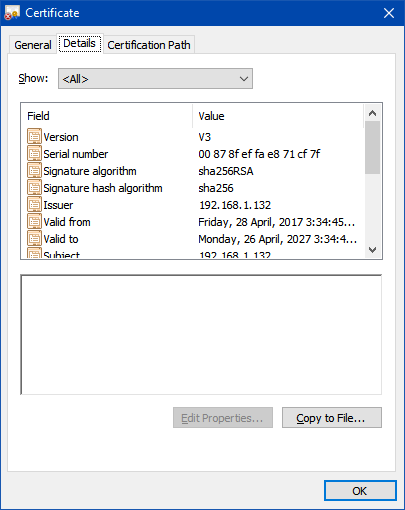 Certificate
General Details Certification Path
Show: <All>
Field Value
Version V3
Serial number 00 87 8f ef fa e8 71 cf 7f
Signature algorithm sha256RSA
Signature hash algorithm sha256
Issuer 192.168.1.132
Valid from Friday, 28 April, 2017 3:34:45...
Valid to Monday, 26 April, 2027 3:34:4...
Subject 192.168.1.132
Edit Properties... Copy to File...
OK